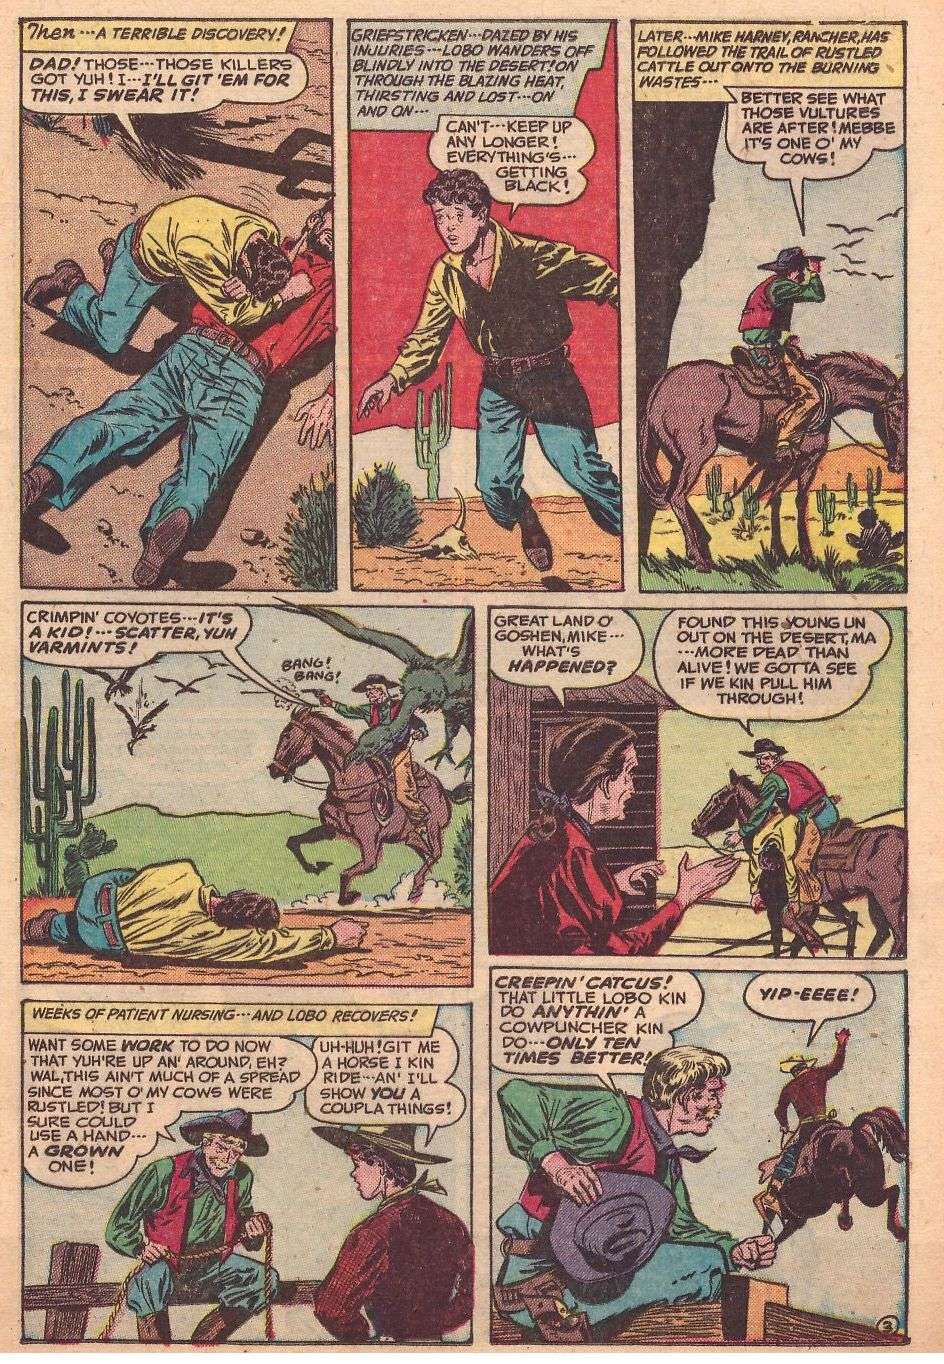 Then---A TERRIBLE DISCOVERY!
DAD! THOSE---THOSE KILLERS
GOT YUH! I---I'LL GIT 'EM FOR
THIS, I SWEAR IT!
GRIEFSTRICKEN---DAZED BY HIS
INJURIES---LOBO WANDERS OFF
BLINDLY INTO THE DESERT! ON
THROUGH THE BLAZING HEAT,
THIRSTING AND LOST---ON
AND ON---
CAN'T---KEEP UP
ANY LONGER!
EVERYTHING'S---
GETTING
BLACK!
LATER---MIKE HARNEY, RANCHER, HAS
FOLLOWED THE TRAIL OF RUSTLED
CATTLE OUT ONTO THE BURNING
WASTES---
BETTER SEE WHAT
THOSE VULTURES
ARE AFTER! MEBBE
IT'S ONE O' MY
COWS!
CRIMPIN' COYOTES---IT'S
A KID!---SCATTER, YUH
VARMINTS!
BANG!
BANG!
GREAT LAND O'
GOSHEN, MIKE---
WHAT'S
HAPPENED?
FOUND THIS YOUNG UN
OUT ON THE DESERT, MA
---MORE DEAD THAN
ALIVE! WE GOTTA SEE
IF WE KIN PULL HIM
THROUGH!
WEEKS OF PATIENT NURSING---AND LOBO RECOVERS!
WANT SOME WORK TO DO NOW
THAT YUH'RE UP AN' AROUND, EH?
WAL, THIS AIN'T MUCH OF A SPREAD
SINCE MOST O' MY COWS WERE
RUSTLED! BUT I
SURE COULD
USE A HAND---
A GROWN
ONE!
UH-HUH! GIT ME
A HORSE I KIN
RIDE---AN' I'LL
SHOW YOU A
COUPLA THINGS!
CREEPIN' CATCUS!
THAT LITTLE LOBO KIN
DO ANYTHIN' A
COWPUNCHER KIN
DO---ONLY TEN
TIMES BETTER!
YIP-EEEE!
3